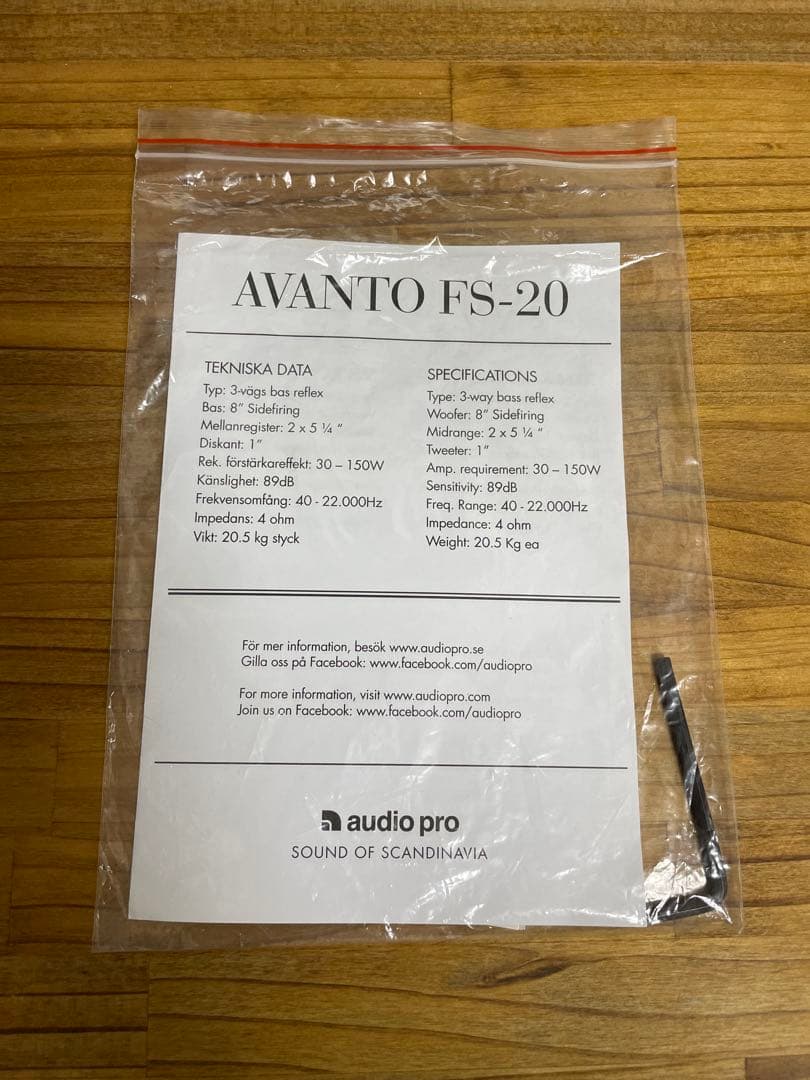 AVANTO FS-20
TEKNISKA DATA
Typ: 3-vägs bas reflex
Bas: 8” Sidefiring
Mellanregister: 2 x 5 ¼ “
Diskant: 1”
Rek. förstärkareffekt: 30 – 150W
Känslighet: 89dB
Frekvensomfång: 40 - 22.000Hz
Impedans: 4 ohm
Vikt: 20.5 kg styck
SPECIFICATIONS
Type: 3-way bass reflex
Woofer: 8” Sidefiring
Midrange: 2 x 5 ¼ “
Tweeter: 1”
Amp. requirement: 30 – 150W
Sensitivity: 89dB
Freq. Range: 40 - 22.000Hz
Impedance: 4 ohm
Weight: 20.5 Kg ea
För mer information, besök www.audiopro.se
Gilla oss på Facebook: www.facebook.com/audiopro
For more information, visit www.audiopro.com
Join us on Facebook: www.facebook.com/audiopro
audio pro
SOUND OF SCANDINAVIA